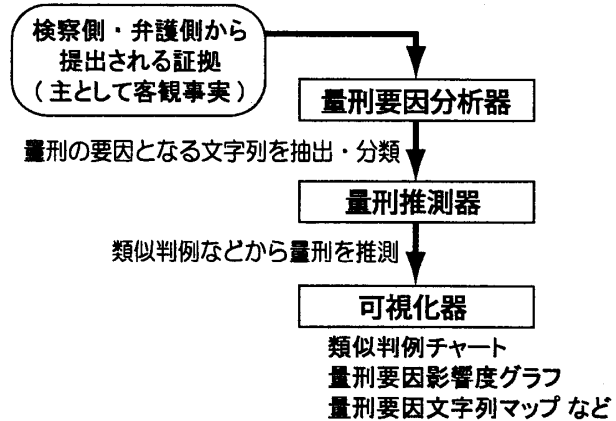 検察側・弁護側から
提出される証拠
(主として客観事実)
量刑要因分析器
量刑の要因となる文字列を抽出・分類
量刑推測器
類似判例などから量刑を推測
可視化器
類似判例チャート
量刑要因影響度グラフ
量刑要因文字列マップ など